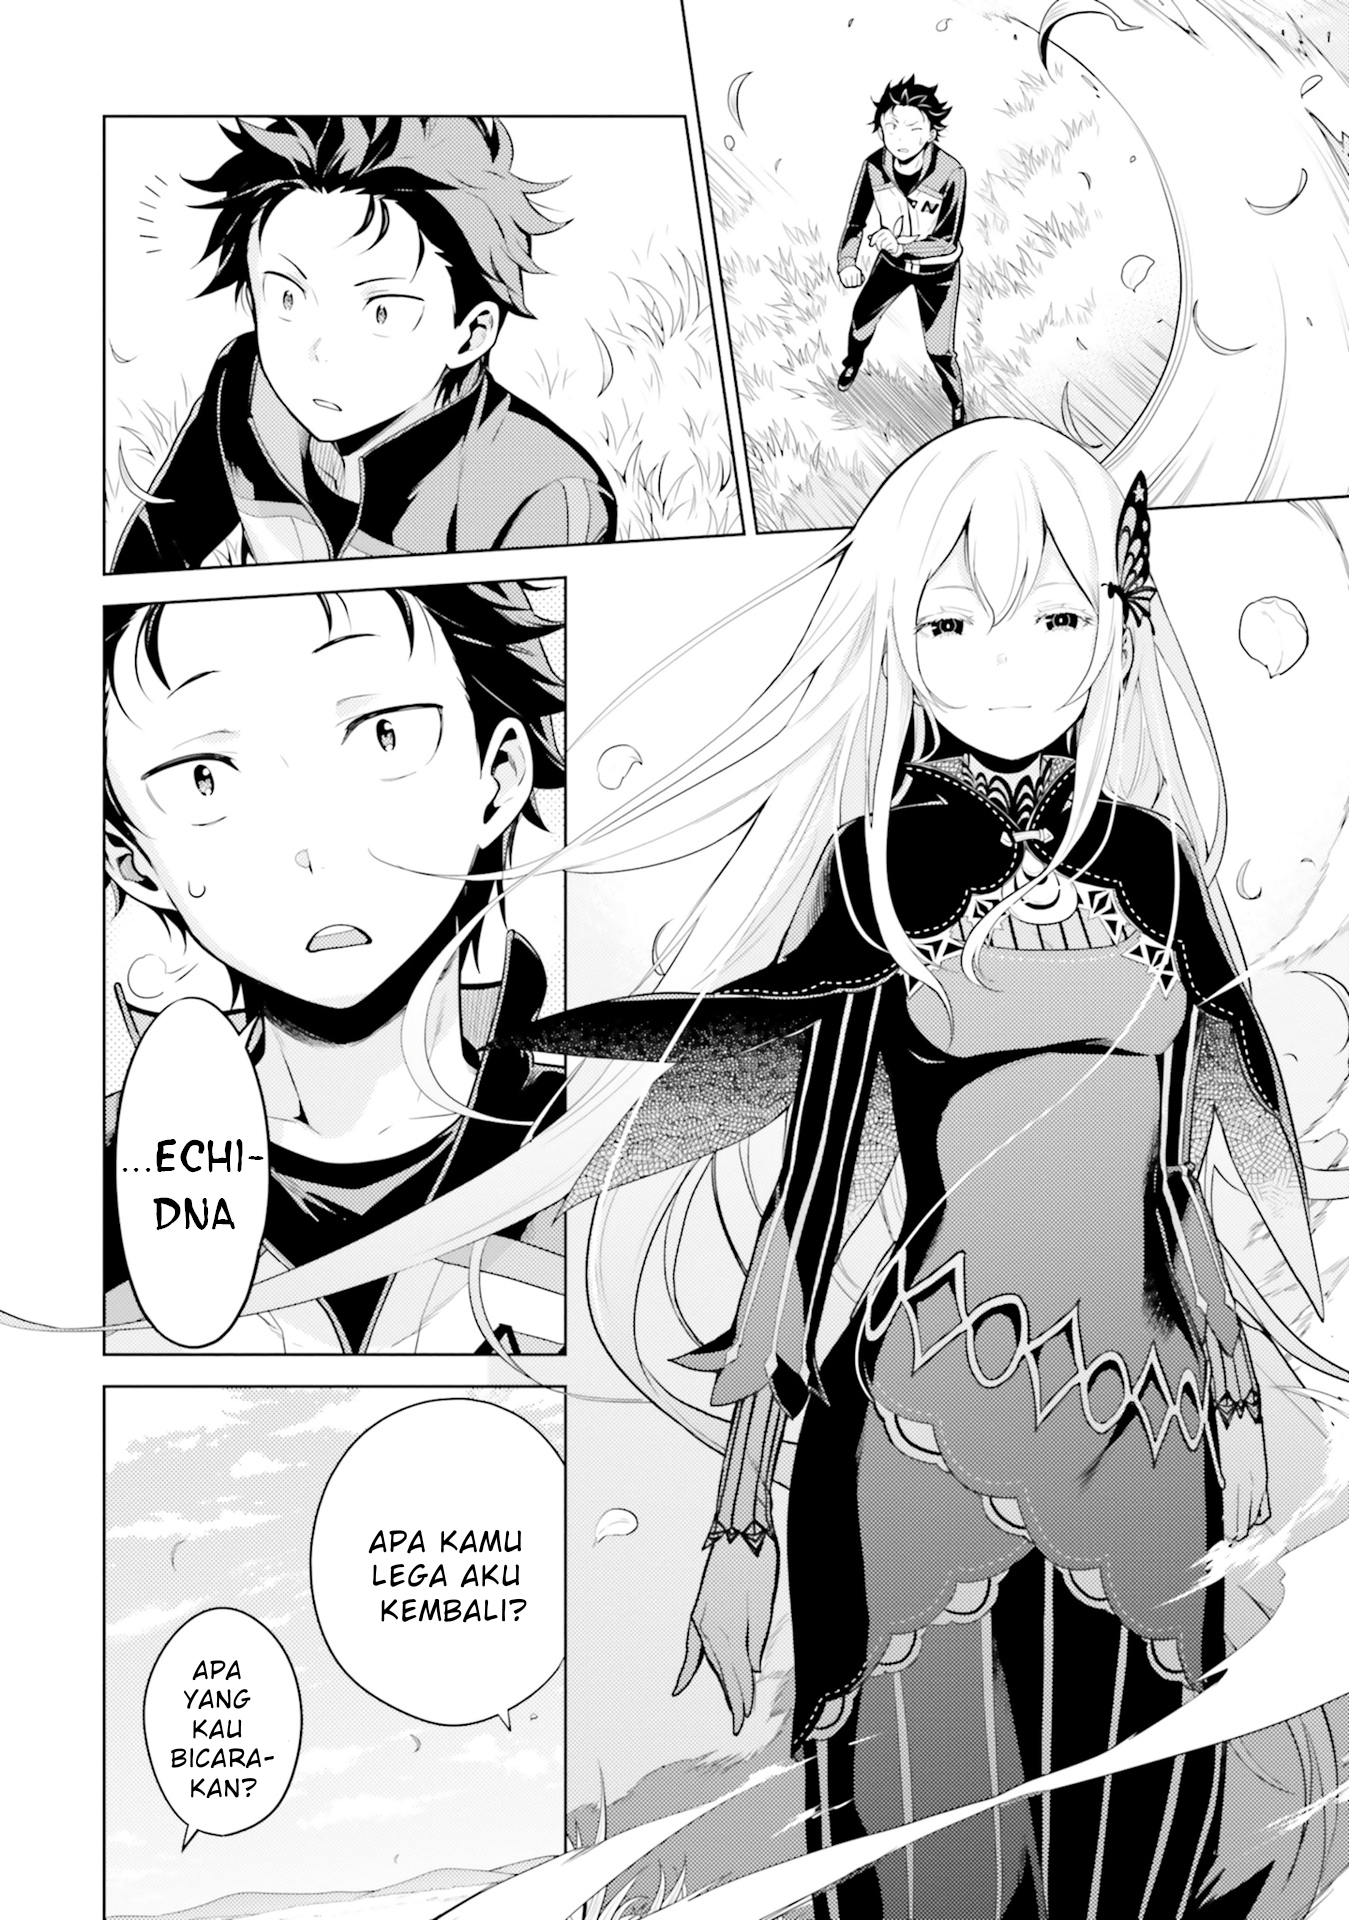 ...ECHI-
DNA
APA KAMU
LEGA AKU
KEMBALI?
APA
YANG
KAU
BICARA-
KAN?